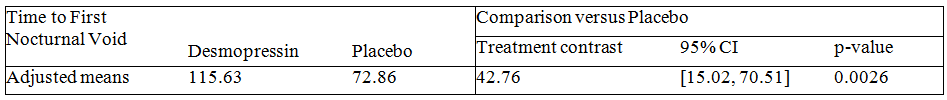 Time to First Comparison versus Placebo
Nocturnal Void Desmopressin Placebo Treatment contrast 95% CI p-value
Adjusted means 115.63 72.86 42.76 [15.02, 70.51] 0.0026